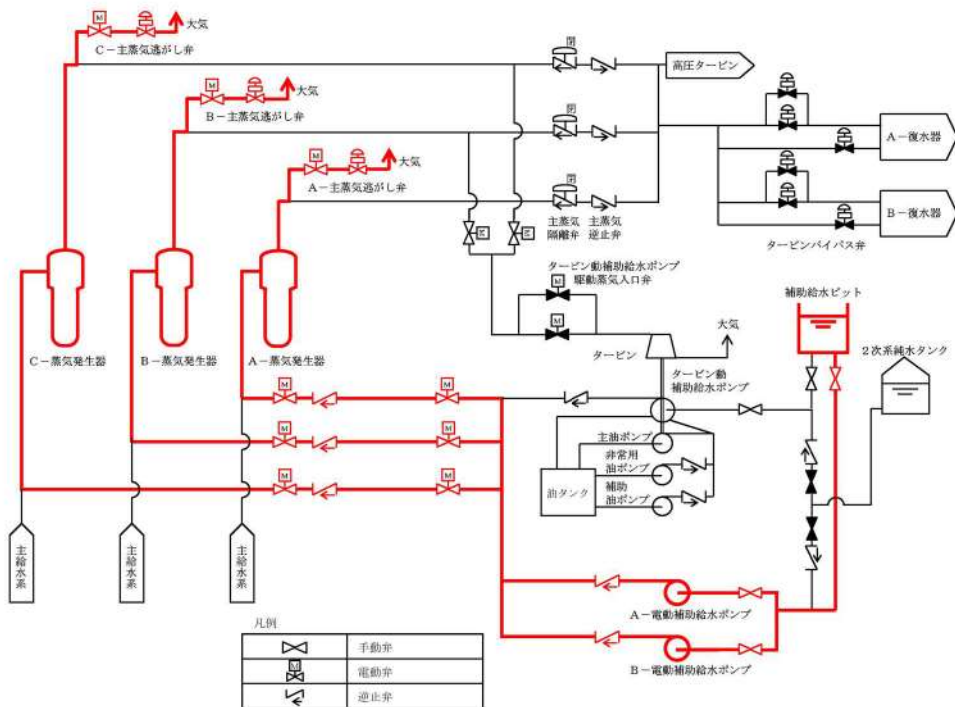 M
大気
C－主蒸気逃がし弁
閉
高圧タービン
M
大気
B－主蒸気逃がし弁
閉
A－復水器
M
大気
A－主蒸気逃がし弁
閉
主蒸気
隔離弁
主蒸気
逆止弁
B－復水器
タービンバイパス弁
M
M
タービン動補助給水ポンプ
駆動蒸気入口弁
M
M
補助給水ピット
大気
タービン
2次系純水タンク
C－蒸気発生器
B－蒸気発生器
A－蒸気発生器
タービン動
補助給水ポンプ
M
M
M
M
M
M
主油ポンプ
非常用
油ポンプ
補助
油ポンプ
油タンク
主給水系
主給水系
主給水系
A－電動補助給水ポンプ
B－電動補助給水ポンプ
凡例
手動弁
M
電動弁
逆止弁